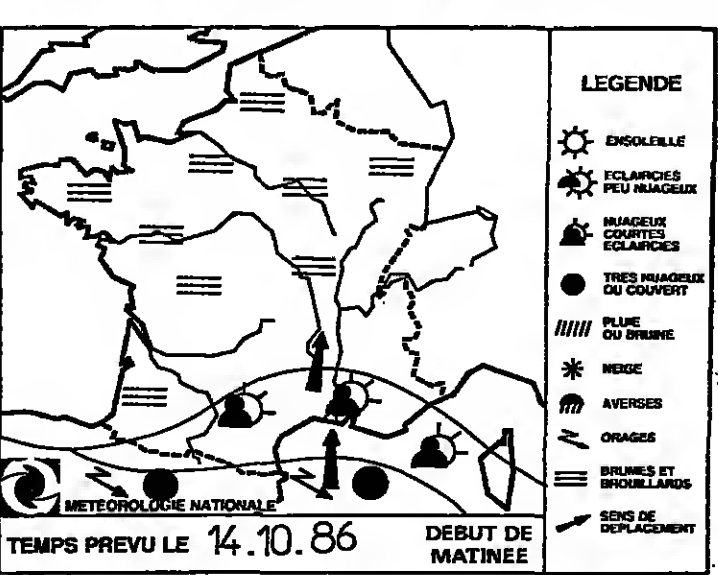 LEGENDE
ENSOLEILLE
ECLAIRCIES
PEU NUAGEUX
NUAGEUX
COURTES
ECLAIRCIES
TRES NUAGEUX
OU COUVERT
PLUIE
OU BRUINE
NEIGE
AVERSES
ORAGES
BRUMES ET
BROUILLARDS
SENS DE
DEPLACEMENT
METEOROLOGIE NATIONALE
TEMPS PREVU LE 14.10.86 DEBUT DE
MATINEE